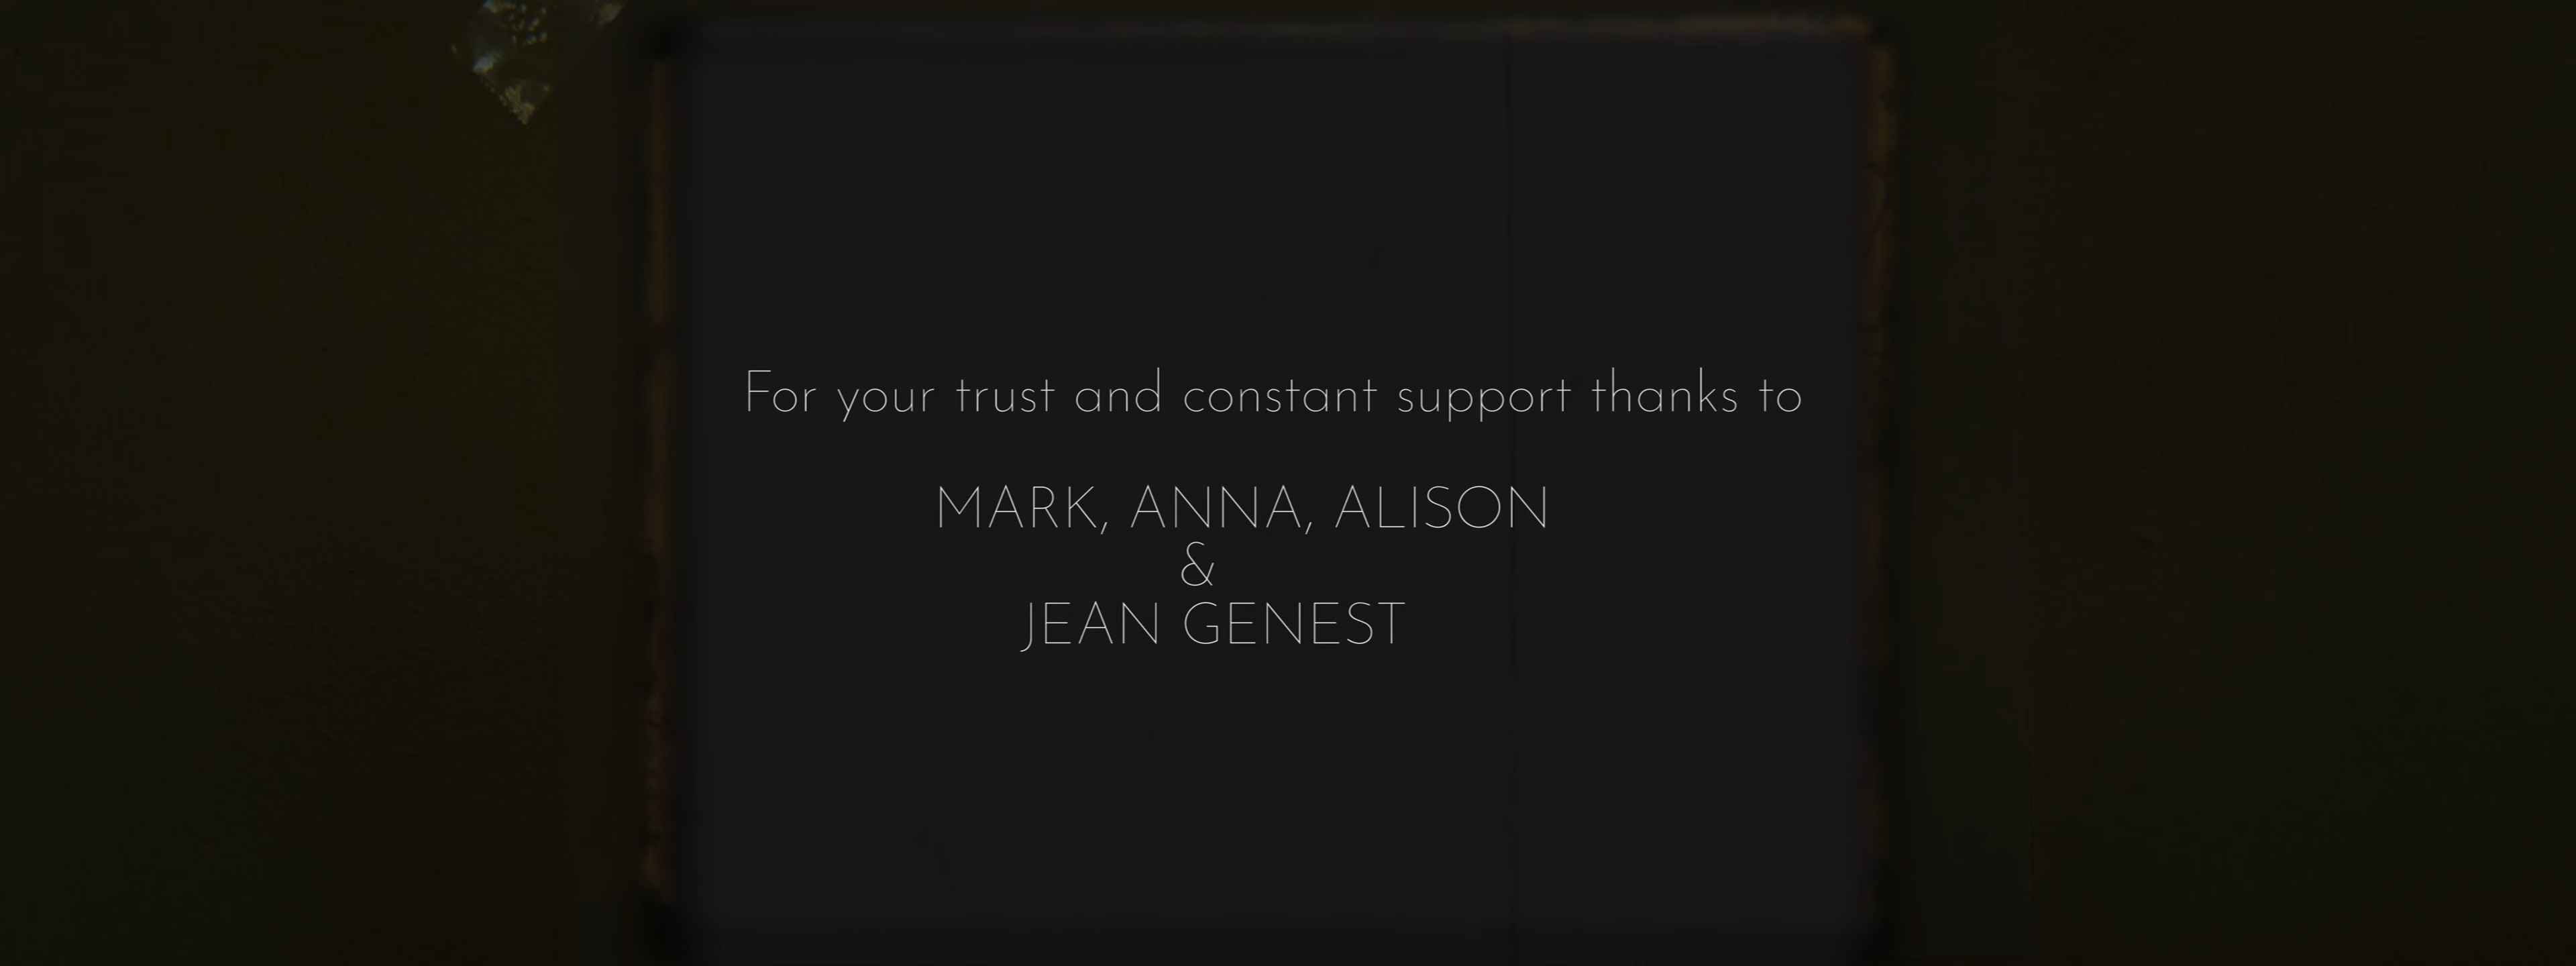 For your trust and constant support thanks to
MARK, ANNA, ALISON
&
JEAN GENEST